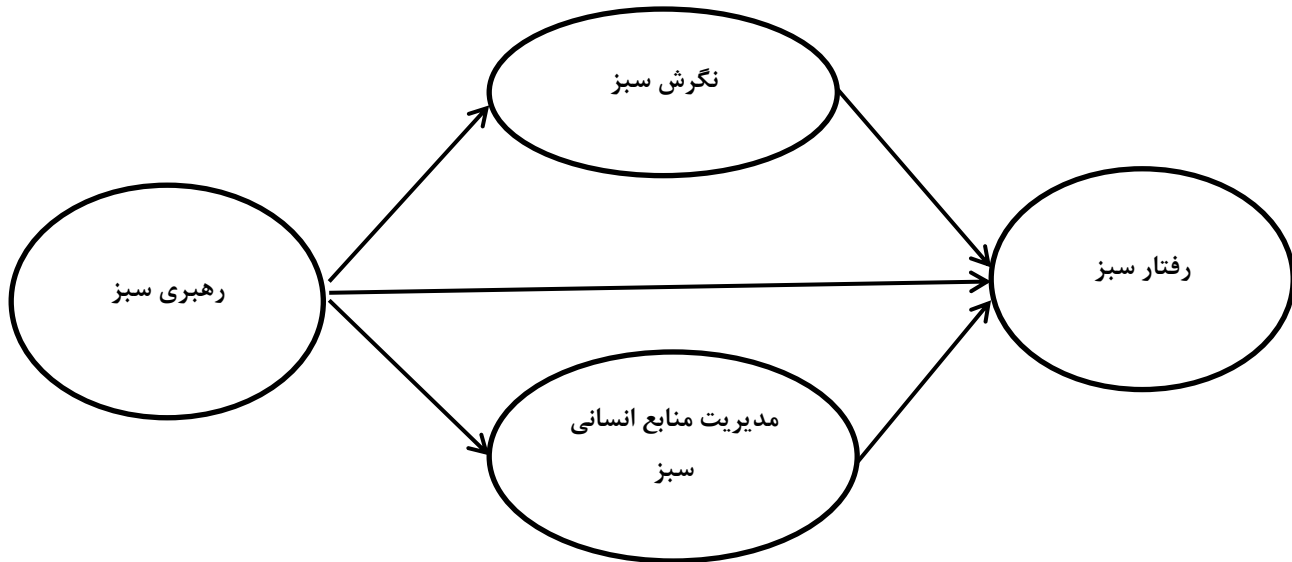 نگرش سبز
رفتار سبز
رهبری سبز
مدیریت منابع انسانی
سبز